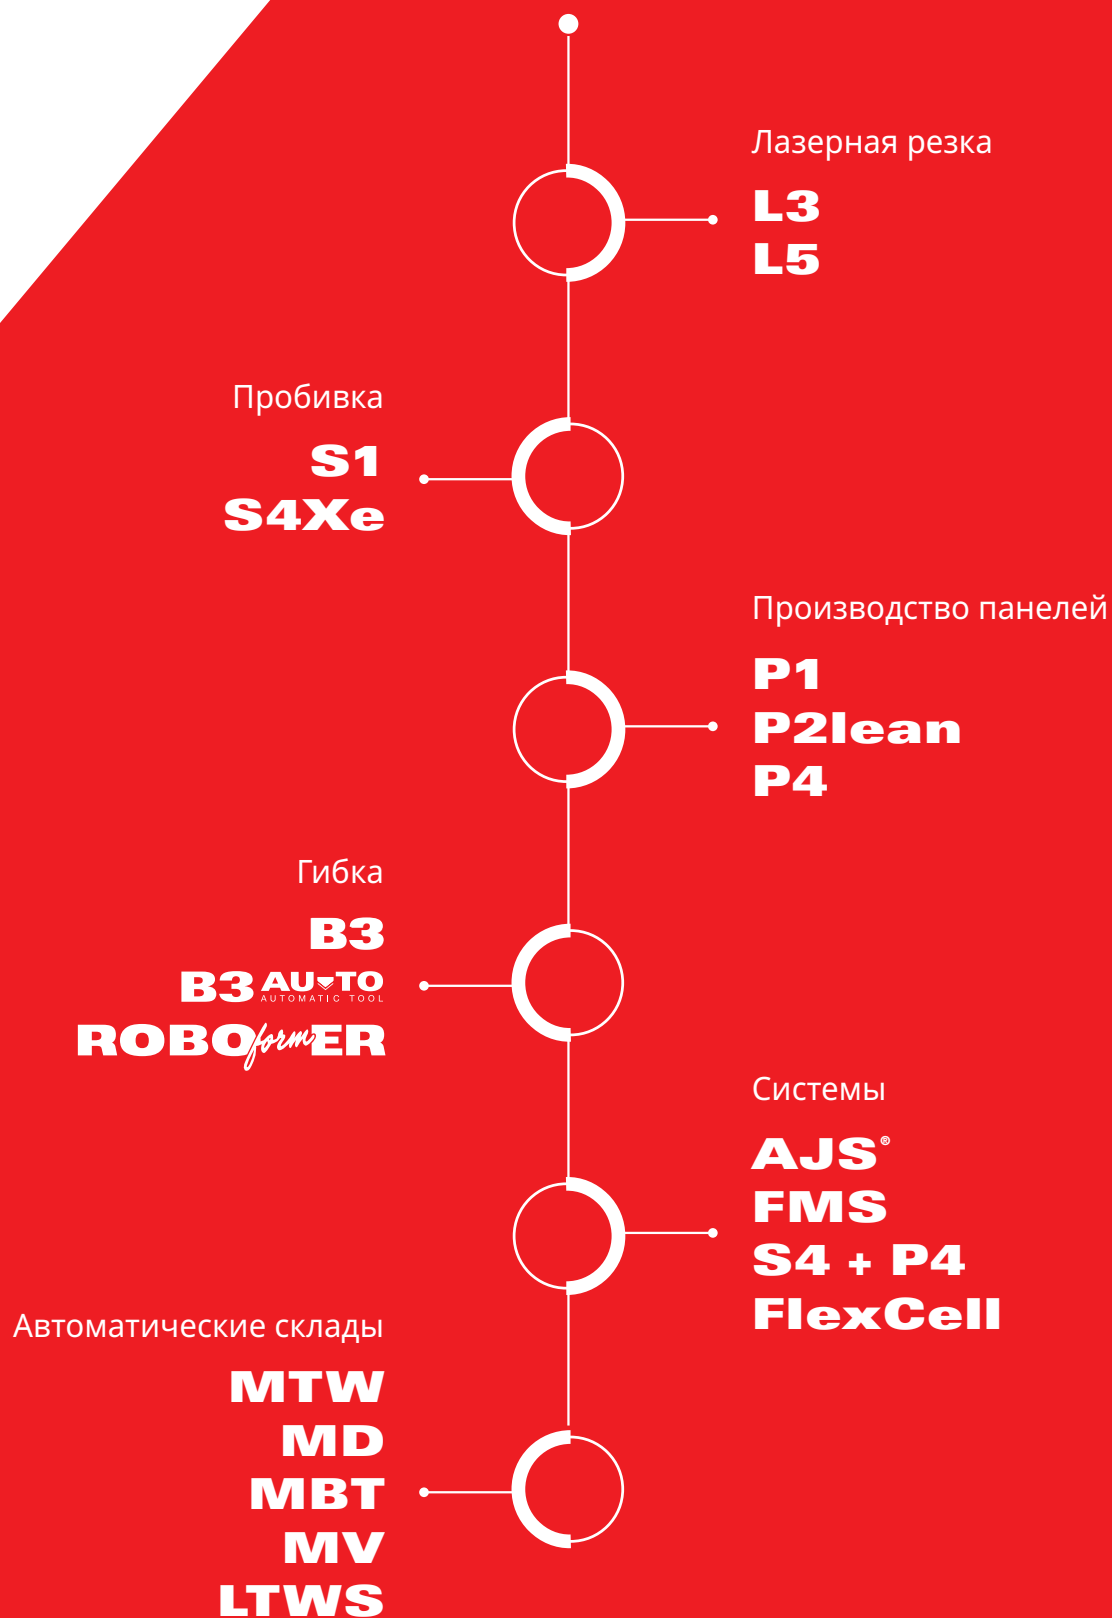 Лазерная резка
L3
L5
Пробивка
S1
S4Xe
Производство панелей
P1
P2lean
P4
Гибка
B3
B3 AUTO
AUTOMATIC TOOL
ROBOformER
Системы
AJS®
FMS
S4 + P4
FlexCell
Автоматические склады
MTW
MD
MBT
MV
LTWS